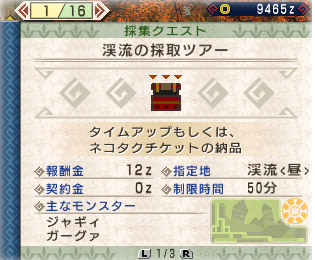 1/16
9465z
採集クエスト
渓流の採取ツアー
タイムアップもしくは、
ネコタクチケットの納品
報酬金 12z 指定地 渓流<昼>
契約金 0z 制限時間 50分
主なモンスター
ジャギィ
ガーグァ
L 1/3 R